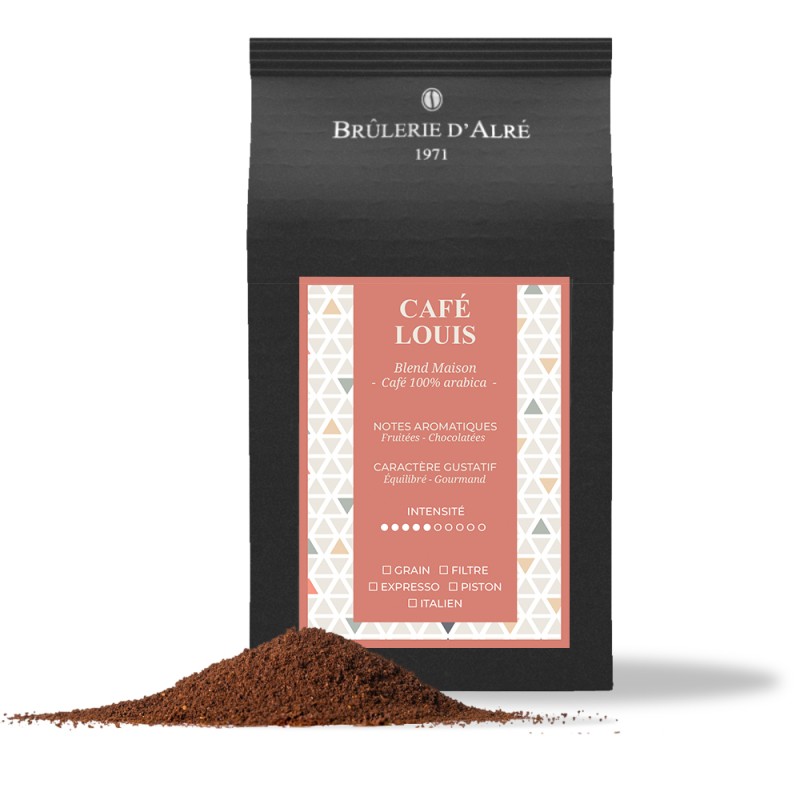 BRÛLERIE D'ALRÉ
1971
CAFÉ
LOUIS
Blend Maison
- Café 100% arabica -
NOTES AROMATIQUES
Fruitées - Chocolatées
CARACTÈRE GUSTATIF
Équilibré - Gourmand
INTENSITÉ
GRAIN FILTRE
EXPRESSO PISTON
ITALIEN